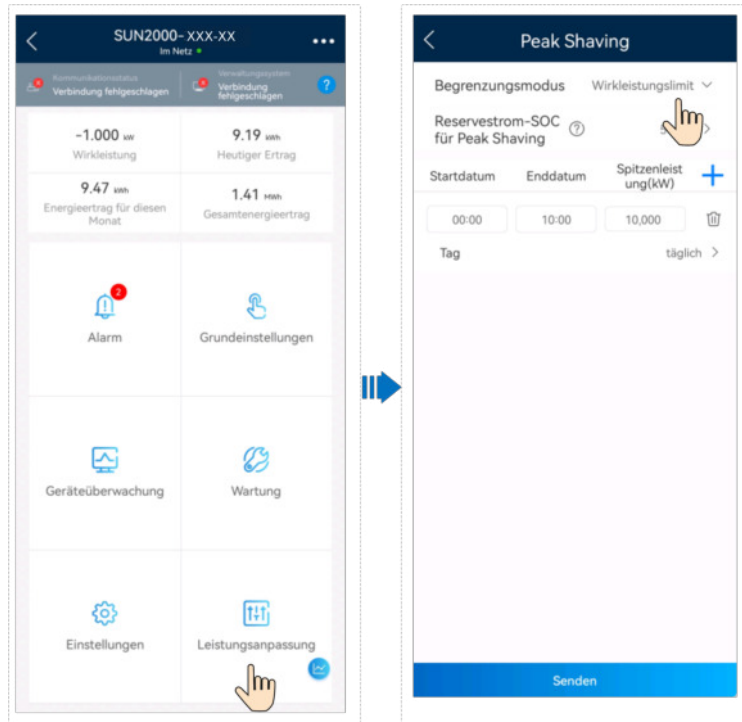 SUN2000- XXX-XX
Im Netz
Kommunikationsstatus
Verbindung fehlgeschlagen
Verwaltungssystem
Verbindung
fehlgeschlagen
?
-1.000 kW
Wirkleistung
9.19 kWh
Heutiger Ertrag
9.47 kWh
Energieertrag für diesen
Monat
1.41 MWh
Gesamtenergieertrag
2
Alarm
Grundeinstellungen
Geräteüberwachung
Wartung
Einstellungen
Leistungsanpassung
Peak Shaving
Begrenzungsmodus
Wirkleistungslimit
Reservestrom-SOC
für Peak Shaving
?
Startdatum
Enddatum
Spitzenleist
ung(kW)
00:00
10:00
10,000
Tag
täglich
Senden